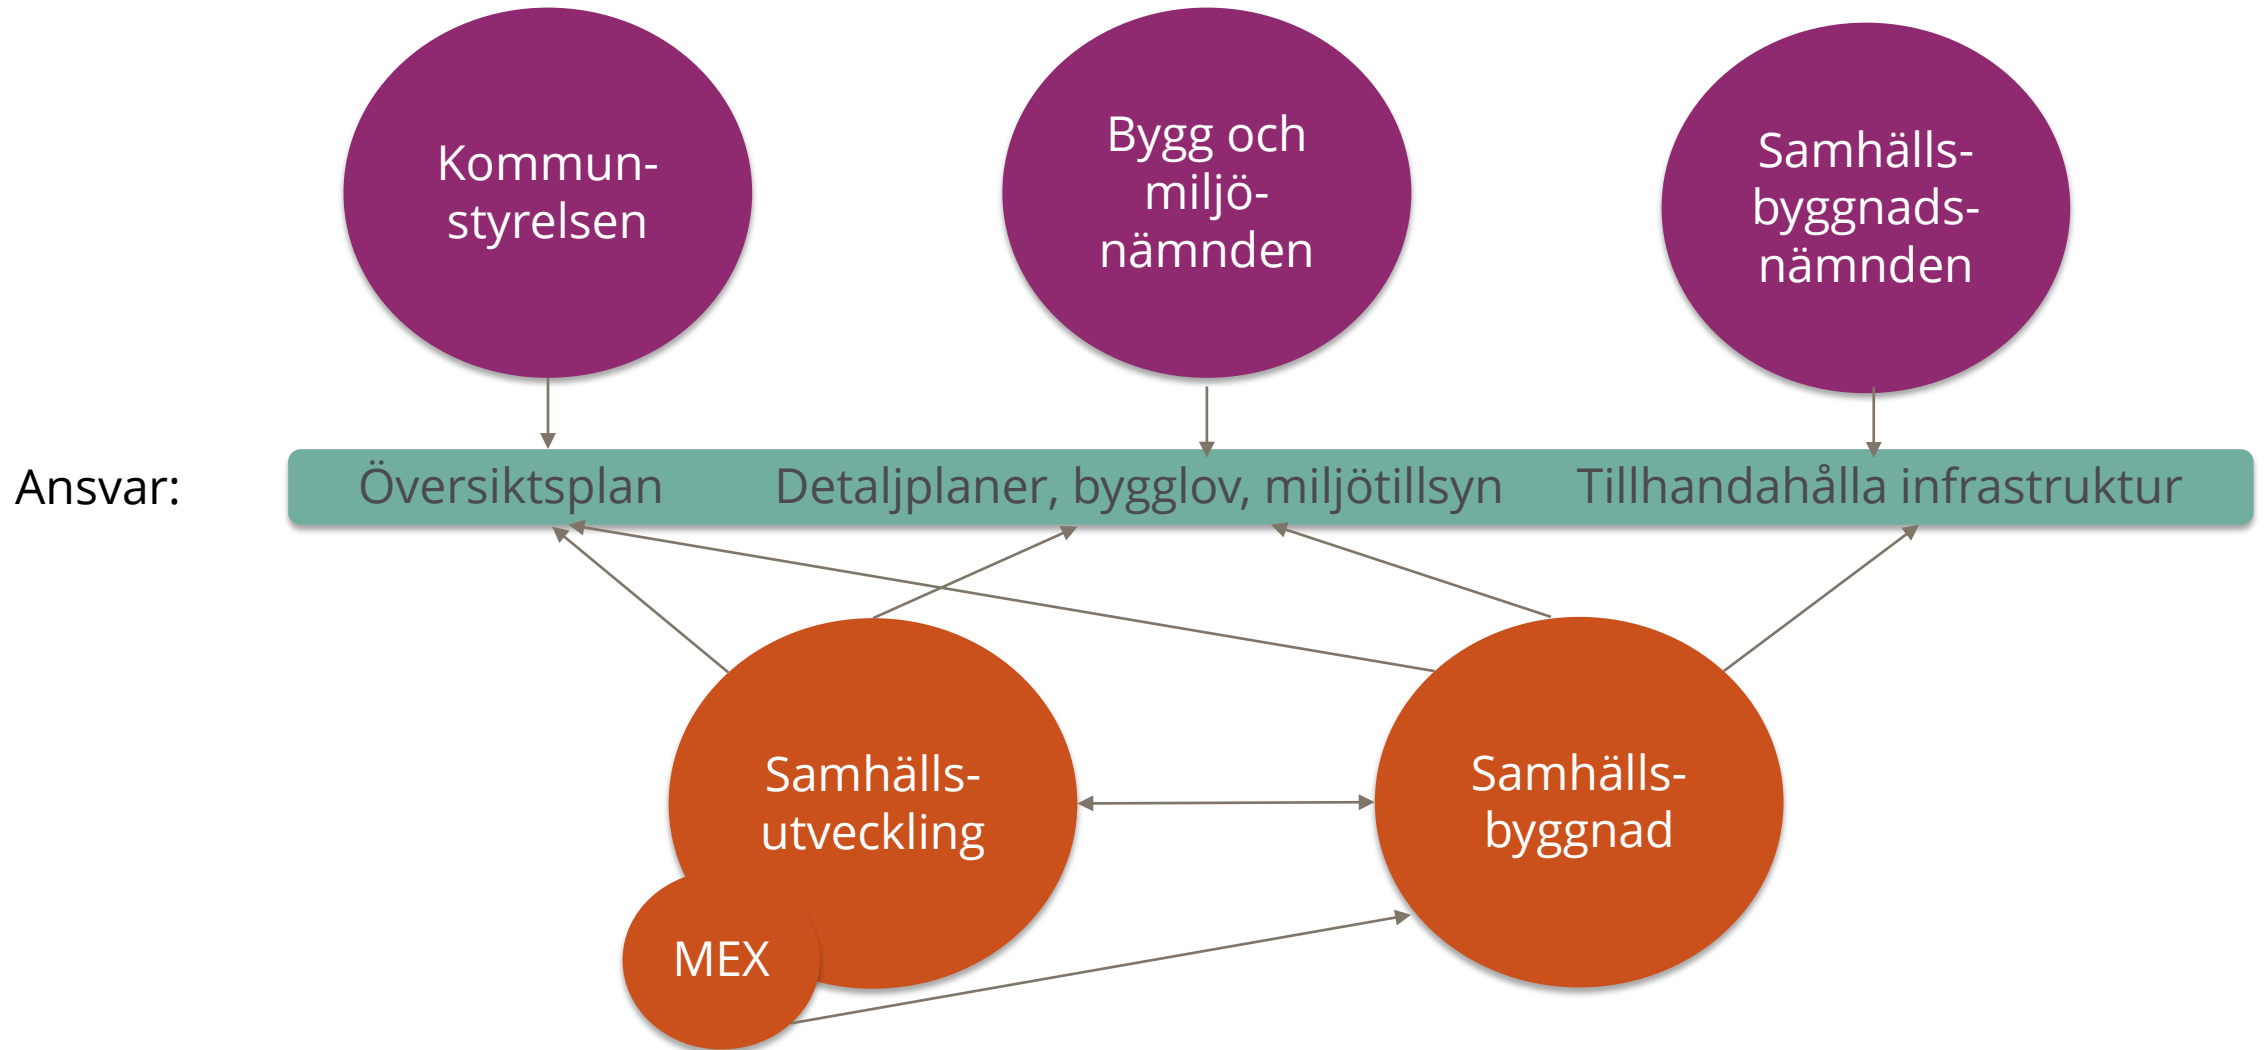 Kommun-
styrelsen
Bygg och
miljö-
nämnden
Samhälls-
byggnads-
nämnden
Ansvar:
Översiktsplan
Detaljplaner, bygglov, miljötillsyn
Tillhandahålla infrastruktur
Samhälls-
utveckling
Samhälls-
byggnad
MEX